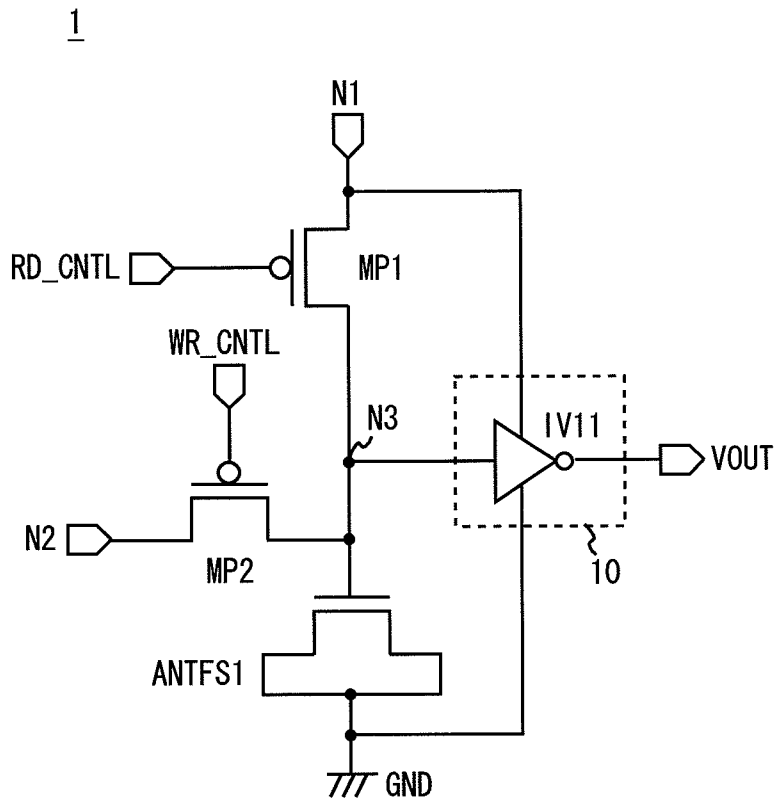 1
N1
RD_CNTL
MP1
WR_CNTL
N3
IV11
VOUT
N2
MP2
10
ANTFS1
GND